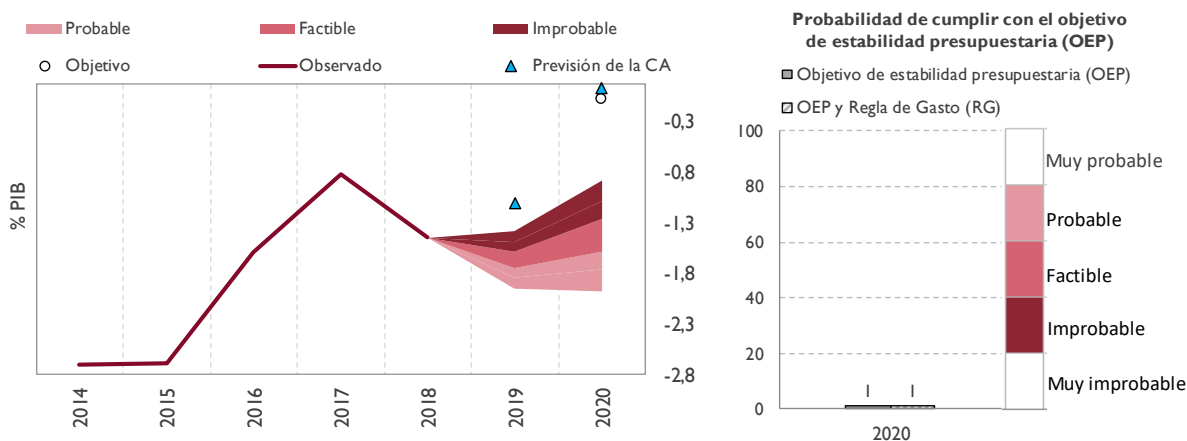 Probable
Factible
Improbable
Objetivo
Observado
Previsión de la CA
% PIB
-0,3
-0,8
-1,3
-1,8
-2,3
-2,8
2014
2015
2016
2017
2018
2019
2020
Probabilidad de cumplir con el objetivo
de estabilidad presupuestaria (OEP)
Objetivo de estabilidad presupuestaria (OEP)
OEP y Regla de Gasto (RG)
100
80
60
40
20
0
1
1
2020
Muy probable
Probable
Factible
Improbable
Muy improbable